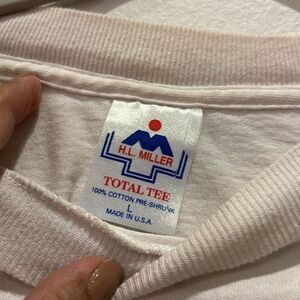 H.L. MILLER
TOTAL TEE
100% COTTON PRE-SHRUNK
L
MADE IN U.S.A.